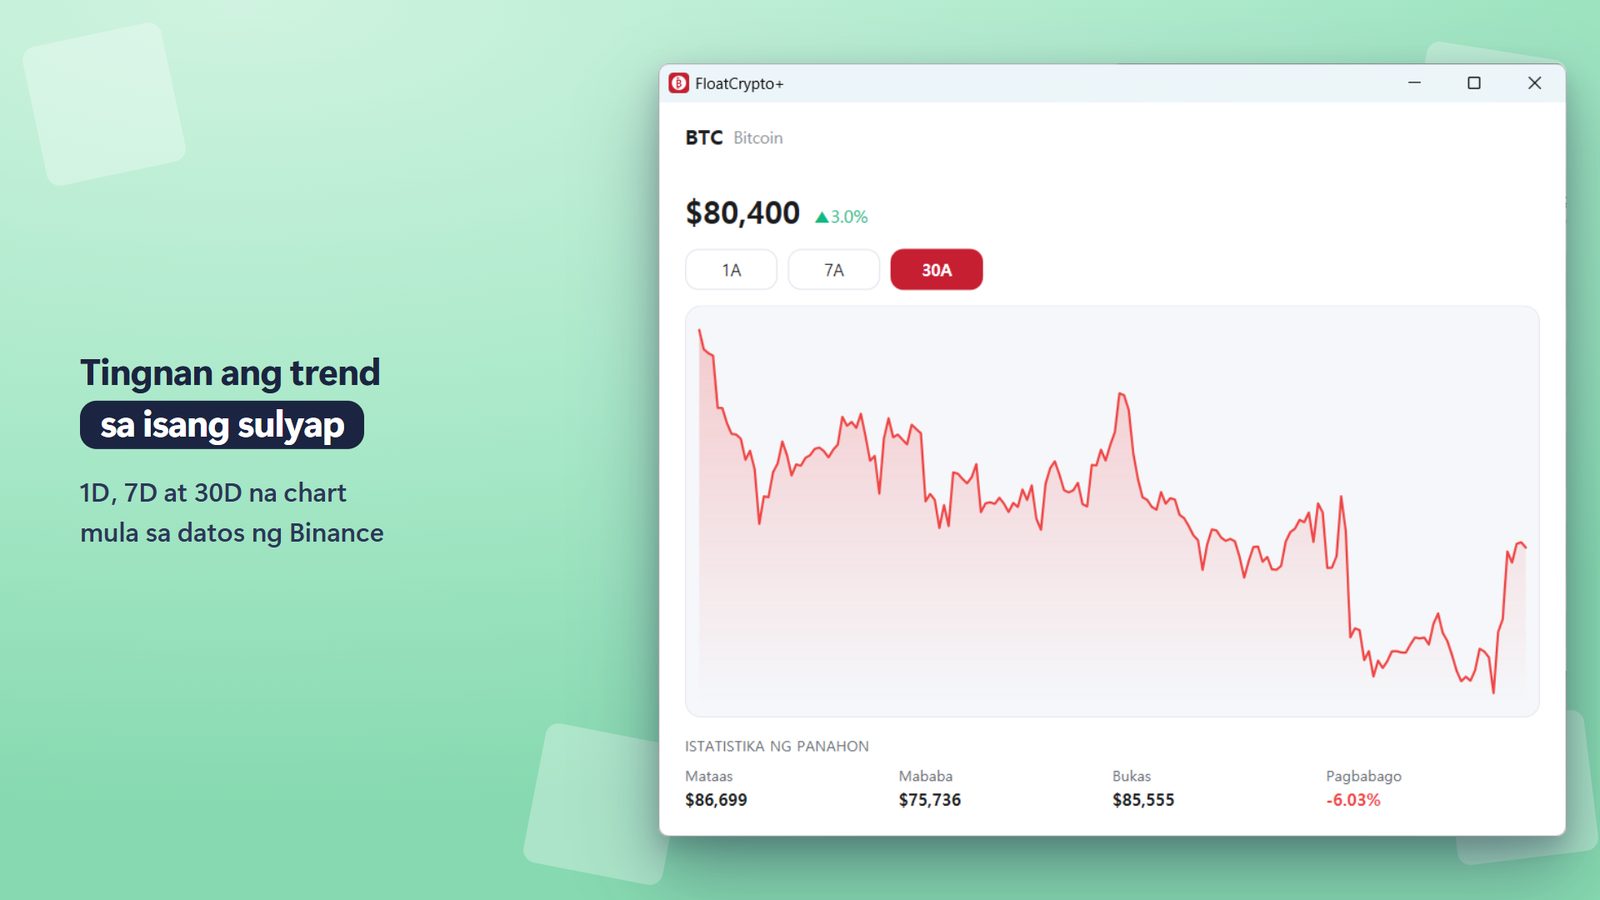 Tingnan ang trend
sa isang sulyap
1D, 7D at 30D na chart
mula sa datos ng Binance
FloatCrypto+
BTC Bitcoin
$80,400 ▲3.0%
1A 7A 30A
ISTATISTIKA NG PANAHON
Mataas Mababa Bukas Pagbabago
$86,699 $75,736 $85,555 -6.03%